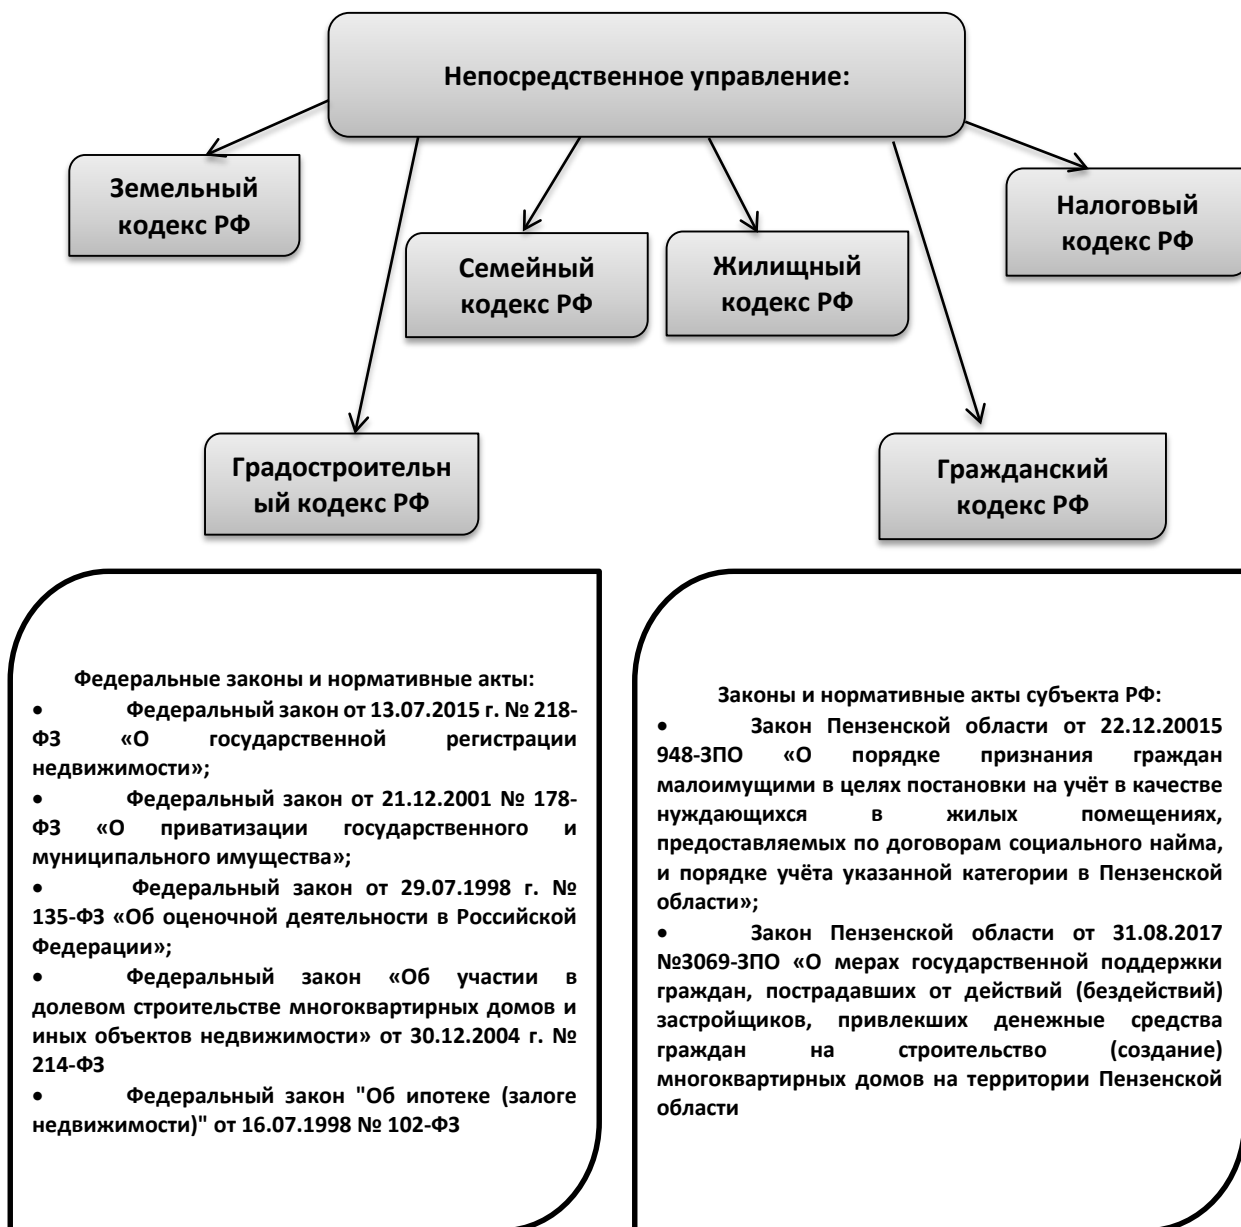 Непосредственное управление:
Земельный
кодекс РФ
Налоговый
кодекс РФ
Семейный
кодекс РФ
Жилищный
кодекс РФ
Градостроительн
ый кодекс РФ
Гражданский
кодекс РФ
Федеральные законы и нормативные акты:
• Федеральный закон от 13.07.2015 г. № 218-
ФЗ «О государственной регистрации
недвижимости»;
• Федеральный закон от 21.12.2001 № 178-
ФЗ «О приватизации государственного и
муниципального имущества»;
• Федеральный закон от 29.07.1998 г. №
135-ФЗ «Об оценочной деятельности в Российской
Федерации»;
• Федеральный закон «Об участии в
долевом строительстве многоквартирных домов и
иных объектов недвижимости» от 30.12.2004 г. №
214-ФЗ
• Федеральный закон "Об ипотеке (залоге
недвижимости)" от 16.07.1998 № 102-ФЗ
Законы и нормативные акты субъекта РФ:
• Закон Пензенской области от 22.12.20015
948-ЗПО «О порядке признания граждан
малоимущими в целях постановки на учёт в качестве
нуждающихся в жилых помещениях,
предоставляемых по договорам социального найма,
и порядке учёта указанной категории в Пензенской
области»;
• Закон Пензенской области от 31.08.2017
№3069-ЗПО «О мерах государственной поддержки
граждан, пострадавших от действий (бездействий)
застройщиков, привлекших денежные средства
граждан на строительство (создание)
многоквартирных домов на территории Пензенской
области